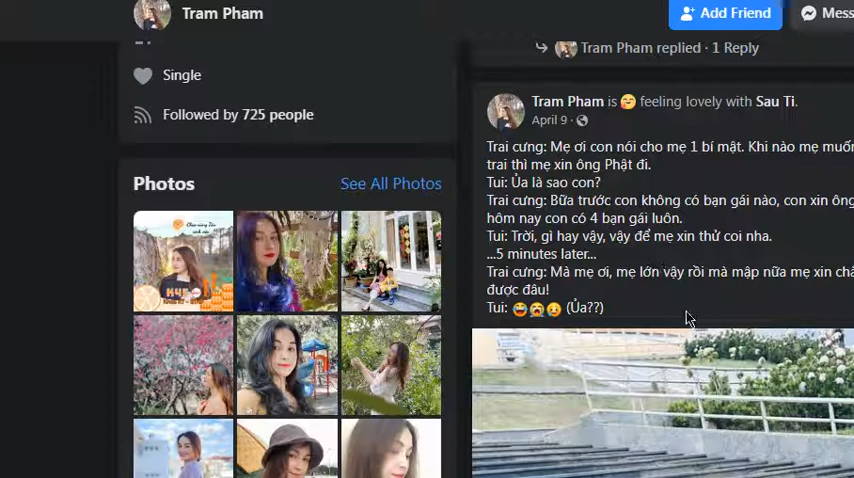 Tram Pham
Add Friend
Mess
Tram Pham replied · 1 Reply
Single
Followed by 725 people
Photos
See All Photos
Tram Pham is 🥰 feeling lovely with Sau Ti.
April 9 ·
Trai cưng: Mẹ ơi con nói cho mẹ 1 bí mật. Khi nào mẹ muốn
trai thì mẹ xin ông Phật đi.
Tui: Ủa là sao con?
Trai cưng: Bữa trước con không có bạn gái nào, con xin ông
hôm nay con có 4 bạn gái luôn.
Tui: Trời, gì hay vậy, vậy để mẹ xin thử coi nha.
...5 minutes later...
Trai cưng: Mà mẹ ơi, mẹ lớn vậy rồi mà mập nữa mẹ xin
được đâu!
Tui: 😂😭🤒 (Ủa??)